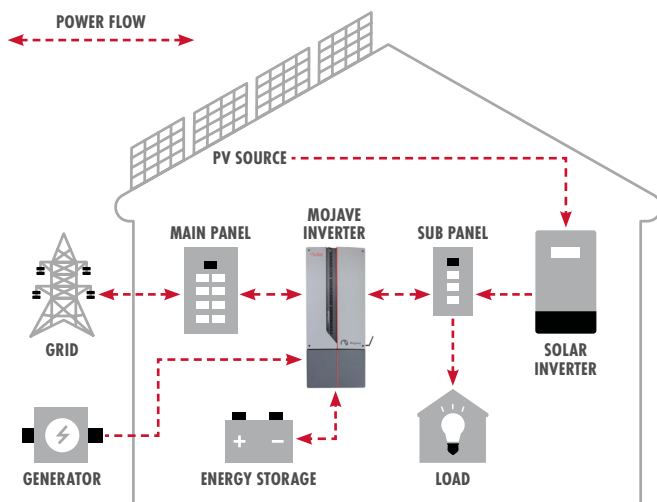 POWER FLOW
PV SOURCE
MOJAVE
INVERTER
MAIN PANEL
SUB PANEL
GRID
SOLAR
INVERTER
+ −
GENERATOR
ENERGY STORAGE
LOAD